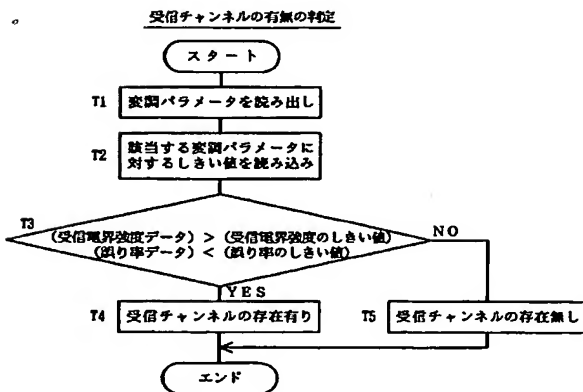 受信チャンネルの有無の判定
スタート
T1 変調パラメータを読み出し
T2 該当する変調パラメータに
対するしきい値を読み込み
T3
(受信電界強度データ) > (受信電界強度のしきい値)
(誤り率データ) < (誤り率のしきい値)
NO
YES
T4 受信チャンネルの存在有り
T5 受信チャンネルの存在無し
エンド